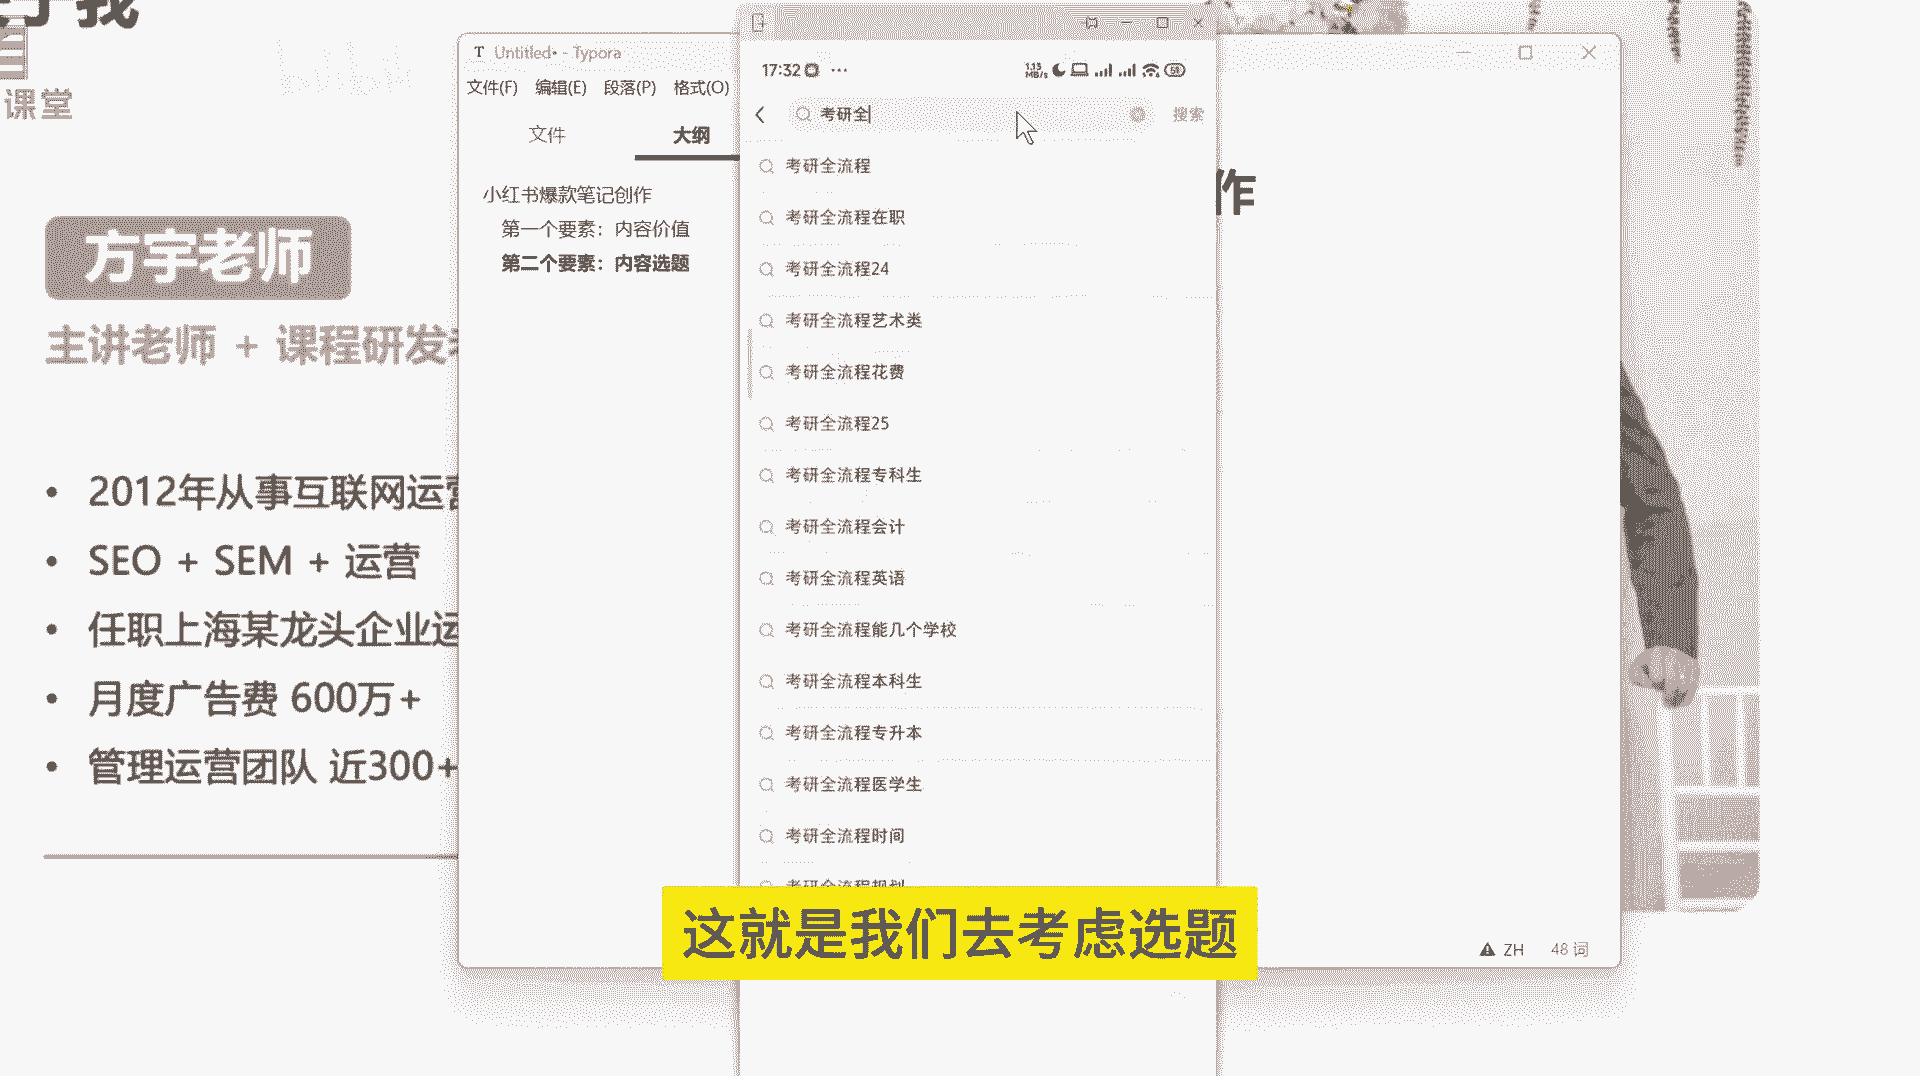 课堂
方宇老师
主讲老师 + 课程研发
2012年从事互联网运营
SEO + SEM + 运营
任职上海某龙头企业运
月度广告费 600万+
管理运营团队 近300+
Untitled• - Typora
文件(F) 编辑(E) 段落(P) 格式(O)
文件 大纲
小红书爆款笔记创作
第一个要素：内容价值
第二个要素：内容选题
作
17:32
1.13 MB/s
考研全 搜索
考研全流程
考研全流程在职
考研全流程24
考研全流程艺术类
考研全流程花费
考研全流程25
考研全流程专科生
考研全流程会计
考研全流程英语
考研全流程能几个学校
考研全流程本科生
考研全流程专升本
考研全流程医学生
考研全流程时间
考研全流程规划
这就是我们去考虑选题
ZH 48 词